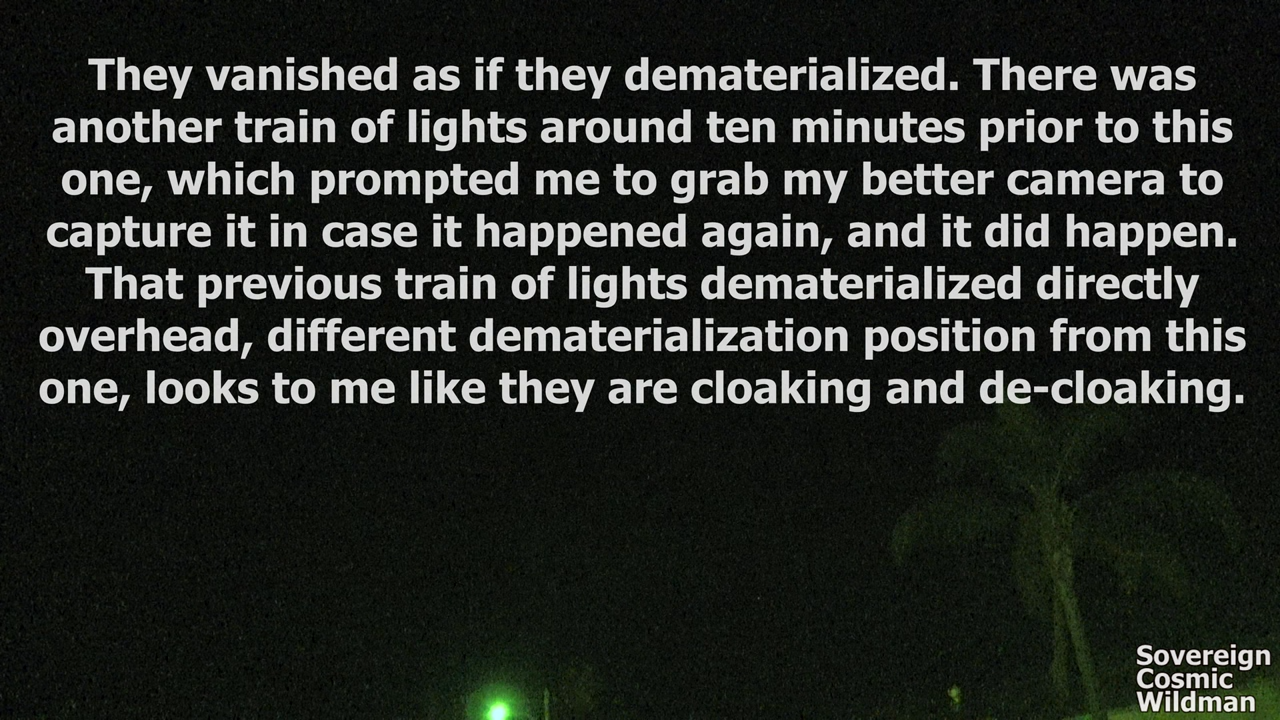 They vanished as if they dematerialized. There was
another train of lights around ten minutes prior to this
one, which prompted me to grab my better camera to
capture it in case it happened again, and it did happen.
That previous train of lights dematerialized directly
overhead, different dematerialization position from this
one, looks to me like they are cloaking and de-cloaking.
Sovereign
Cosmic
Wildman